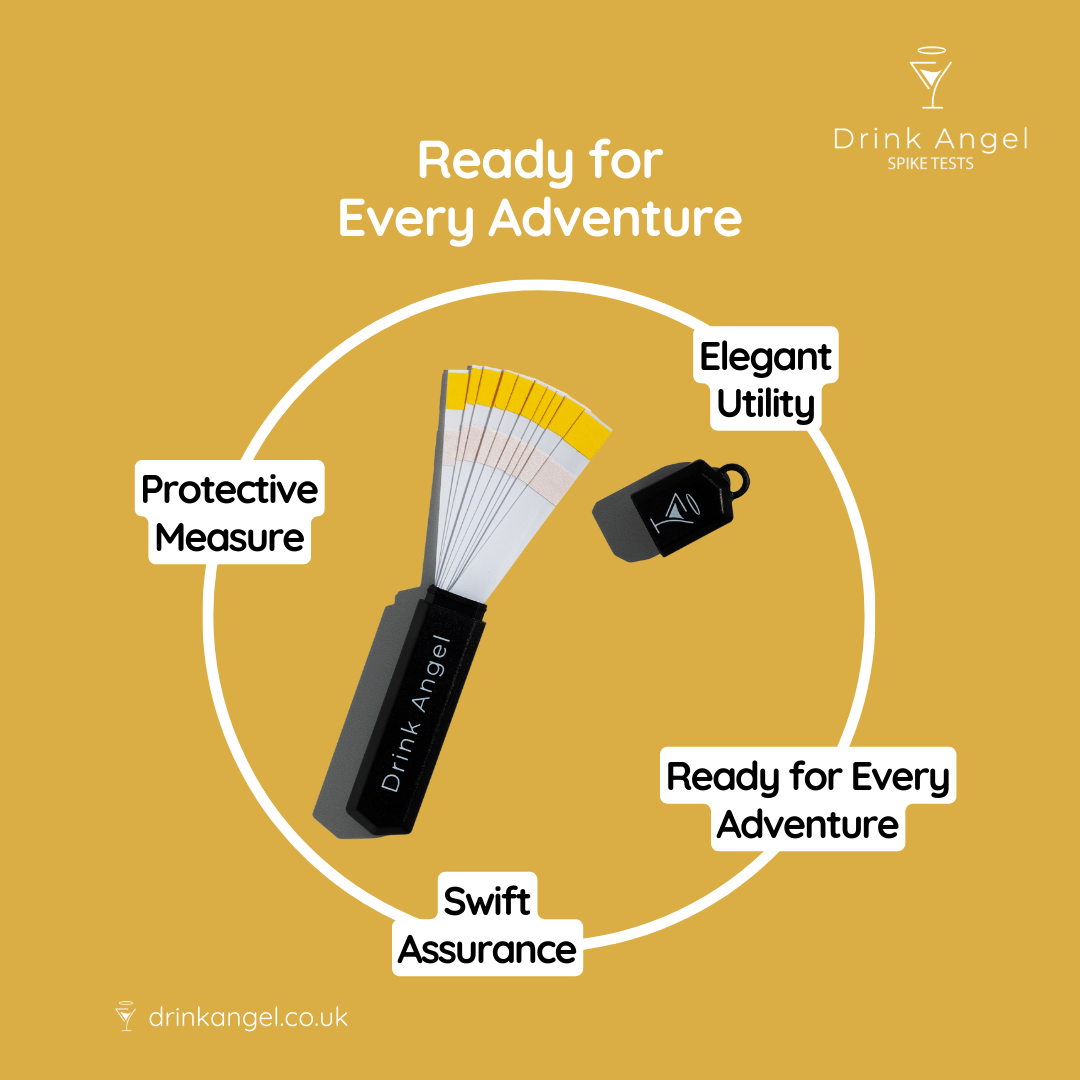 Drink Angel
SPIKE TESTS
Ready for
Every Adventure
Elegant
Utility
Protective
Measure
Drink Angel
Ready for Every
Adventure
Swift
Assurance
drinkangel.co.uk